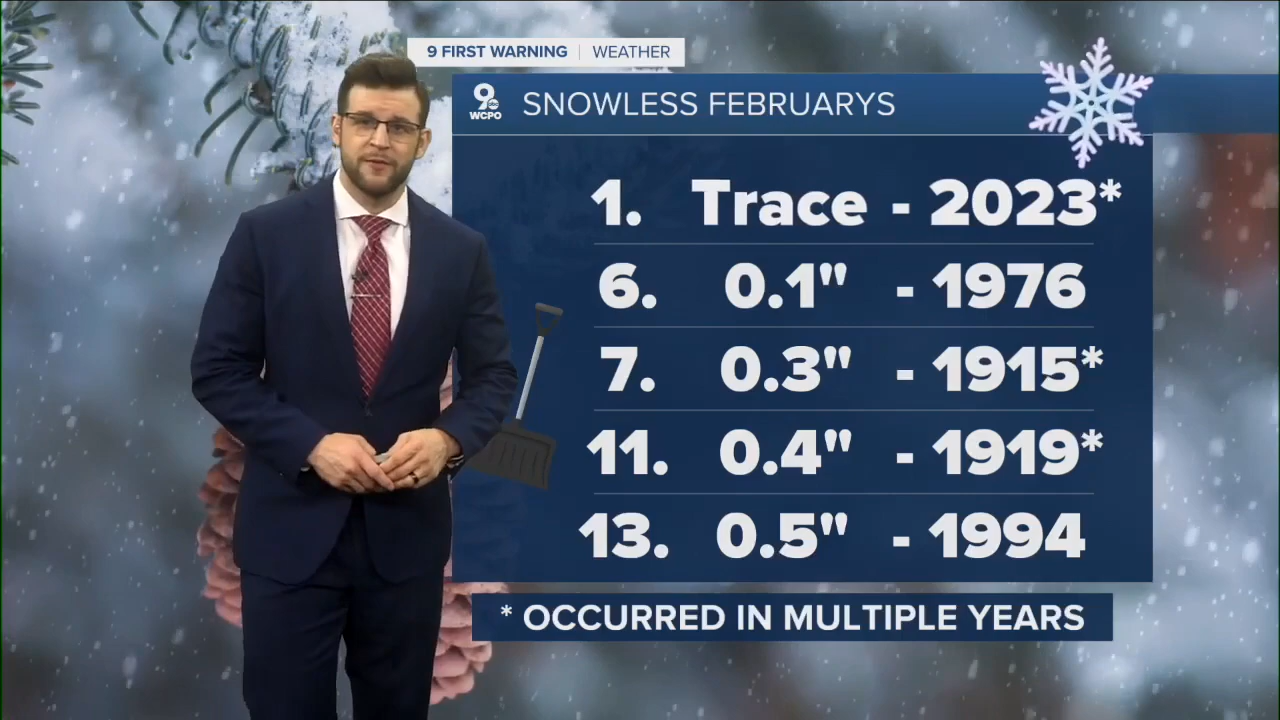 9 FIRST WARNING | WEATHER
9 abc WCPO SNOWLESS FEBRUARYS
1. Trace - 2023*
6. 0.1" - 1976
7. 0.3" - 1915*
11. 0.4" - 1919*
13. 0.5" - 1994
* OCCURRED IN MULTIPLE YEARS